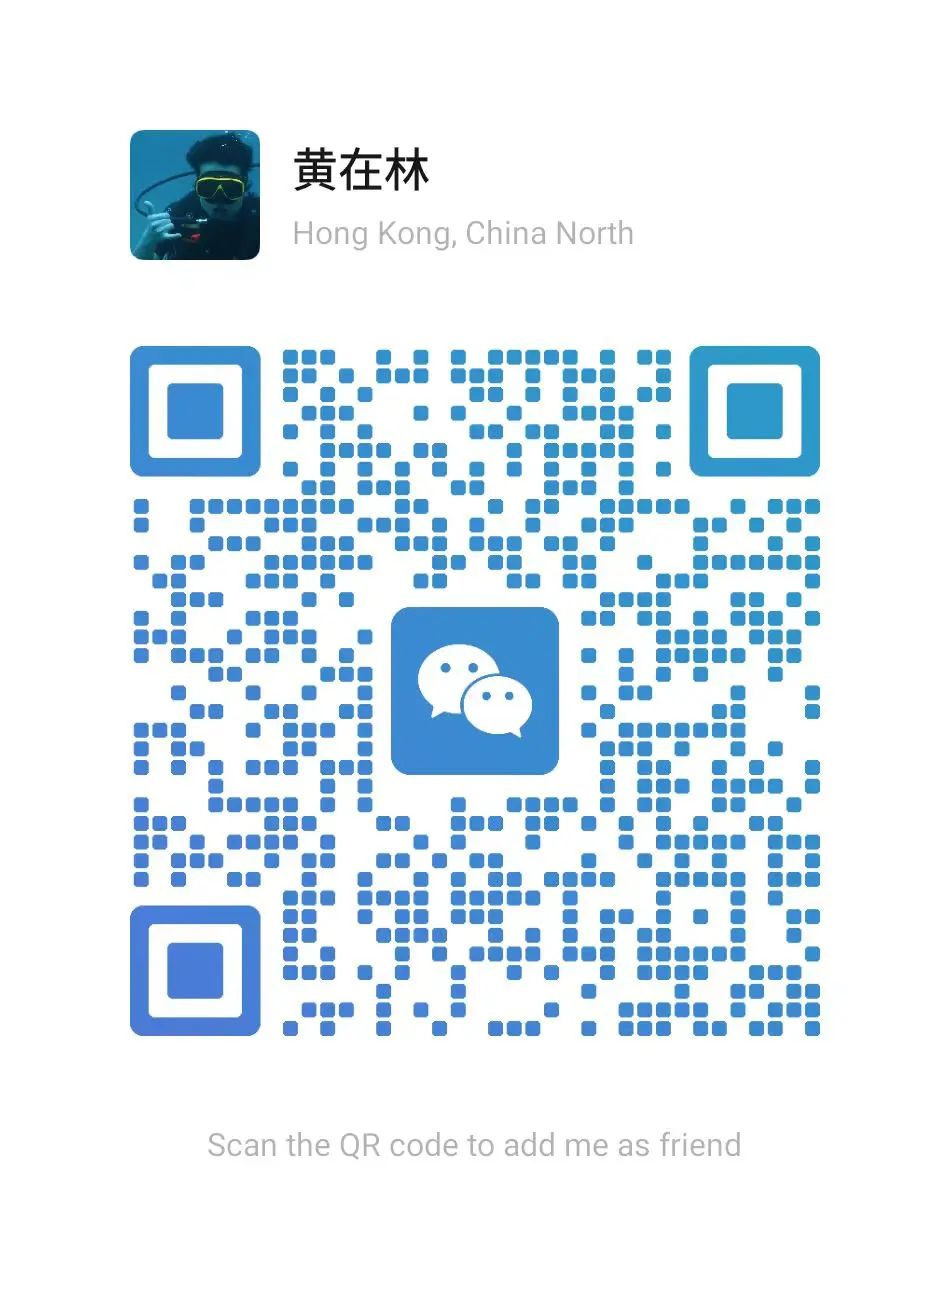 黄在林
Hong Kong, China North
Scan the QR code to add me as friend